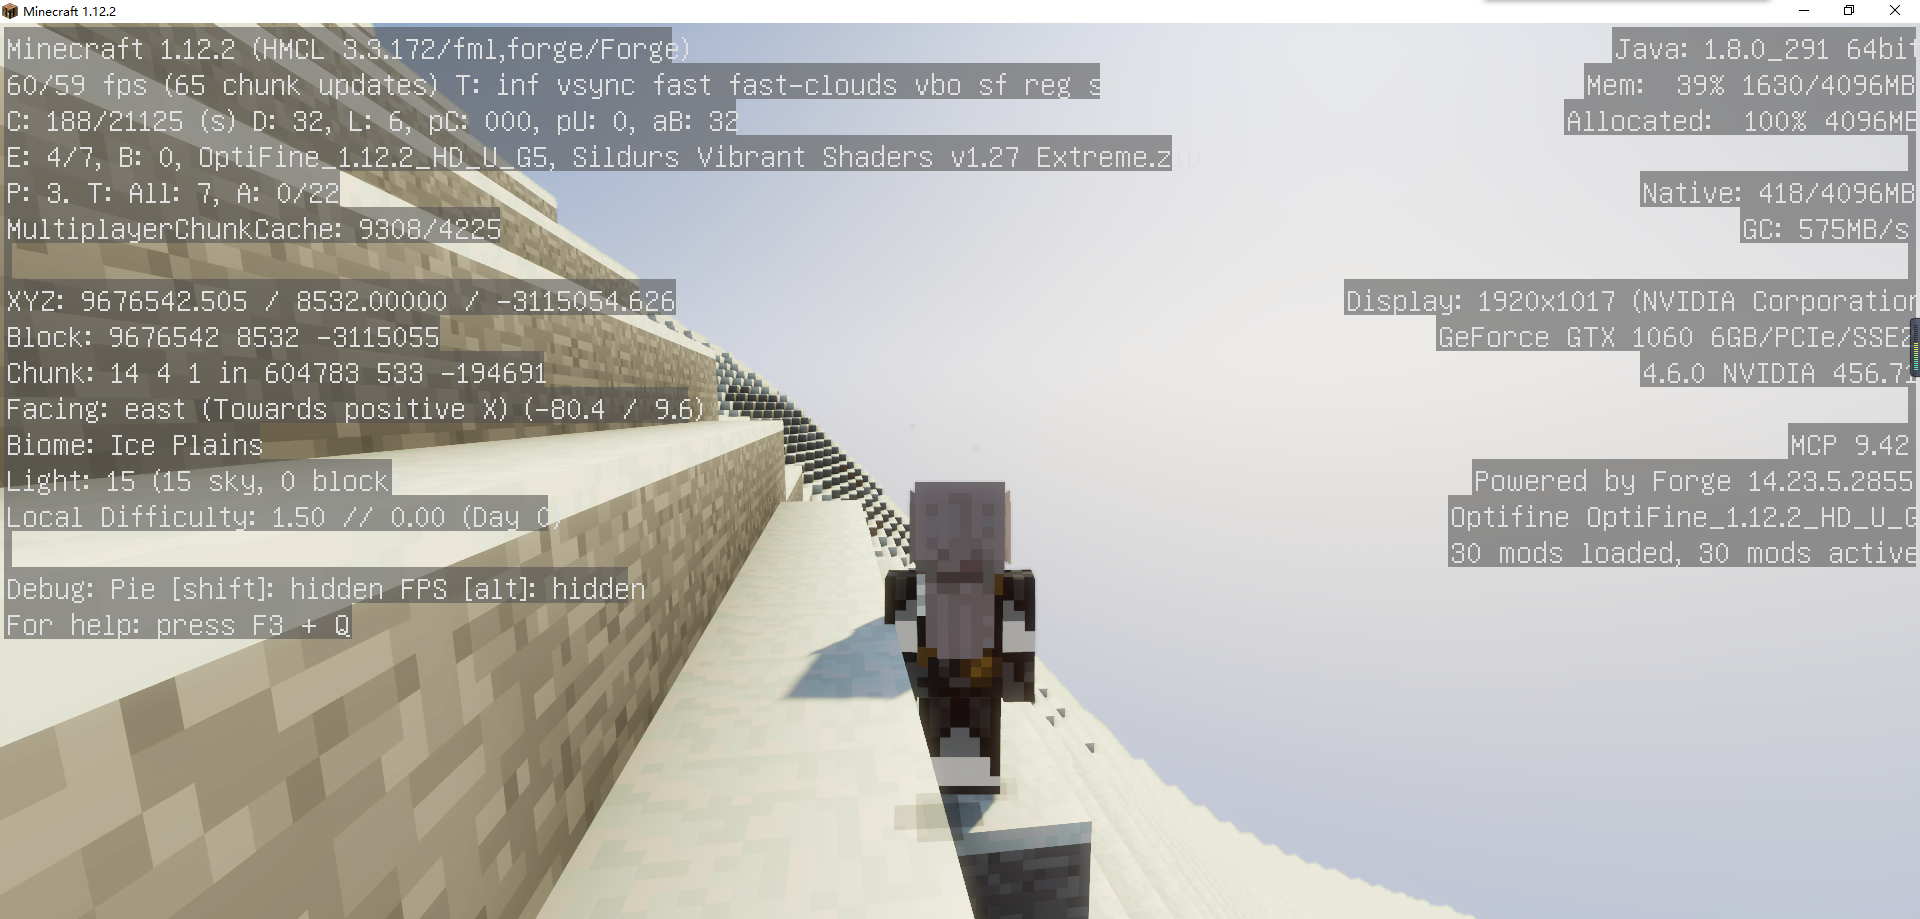 Minecraft 1.12.2
Minecraft 1.12.2 (HMCL 3.3.172/fml,forge/Forge)
60/59 fps (65 chunk updates) T: inf vsync fast fast-clouds vbo sf reg s
C: 188/21125 (s) D: 32, L: 6, pC: 000, pU: 0, aB: 32
E: 4/7, B: 0, OptiFine_1.12.2_HD_U_G5, Sildurs Vibrant Shaders v1.27 Extreme.zip
P: 3. T: All: 7, A: 0/22
MultiplayerChunkCache: 9308/4225
XYZ: 9676542.505 / 8532.00000 / -3115054.626
Block: 9676542 8532 -3115055
Chunk: 14 4 1 in 604783 533 -194691
Facing: east (Towards positive X) (-80.4 / 9.6)
Biome: Ice Plains
Light: 15 (15 sky, 0 block
Local Difficulty: 1.50 // 0.00 (Day 0,
Debug: Pie [shift]: hidden FPS [alt]: hidden
For help: press F3 + Q
Java: 1.8.0_291 64bit
Mem: 39% 1630/4096MB
Allocated: 100% 4096MB
Native: 418/4096MB
GC: 575MB/s
Display: 1920x1017 (NVIDIA Corporation
GeForce GTX 1060 6GB/PCIe/SSE2
4.6.0 NVIDIA 456.71
MCP 9.42
Powered by Forge 14.23.5.2855
Optifine OptiFine_1.12.2_HD_U_G
30 mods loaded, 30 mods active